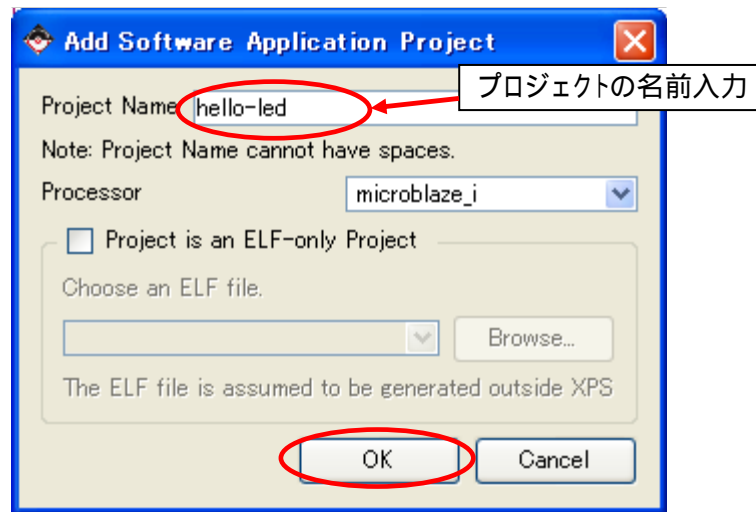 Add Software Application Project
プロジェクトの名前入力
Project Name hello-led
Note: Project Name cannot have spaces.
Processor microblaze_i
Project is an ELF-only Project
Choose an ELF file.
Browse...
The ELF file is assumed to be generated outside XPS
OK Cancel